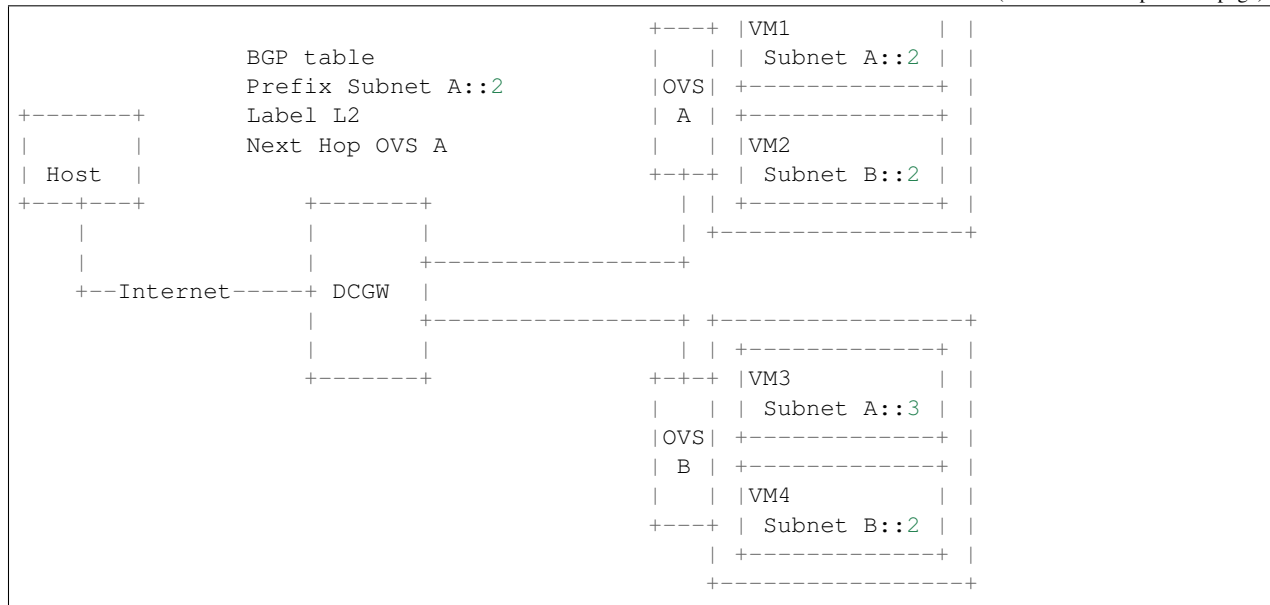 +---+ |VM1 | |
BGP table | | | Subnet A::2 | |
Prefix Subnet A::2 |OVS| +-------------+ |
+-------+ Label L2 | A | +-------------+ |
| | Next Hop OVS A | | |VM2 | |
| Host | +-+-+ | Subnet B::2 | |
+---+---+ +-------+ | | +-------------+ |
| | | | +-----------------+
| | +-----------------+
+--Internet-----+ DCGW |
| +-----------------+ +-----------------+
| | | | +-------------+ |
+-------+ +-+-+ |VM3 | |
| | | Subnet A::3 | |
|OVS| +-------------+ |
| B | +-------------+ |
| | |VM4 | |
+---+ | Subnet B::2 | |
| +-------------+ |
+-----------------+